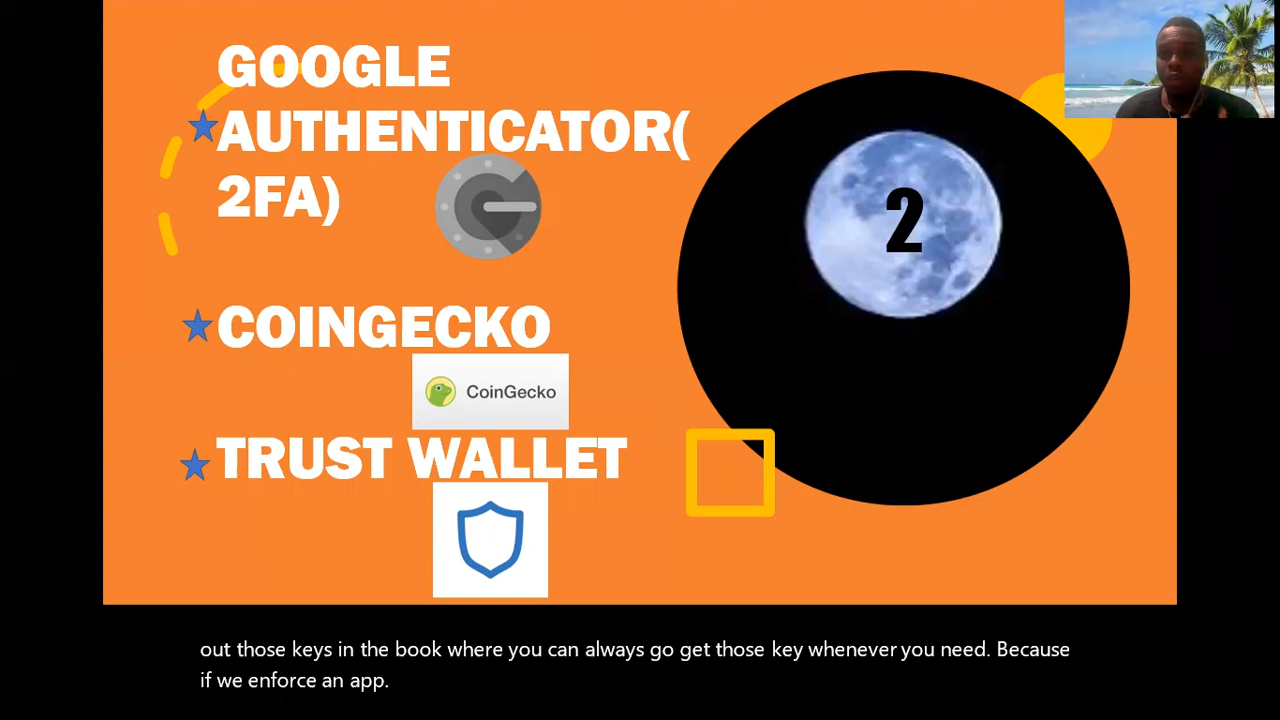 GOOGLE
AUTHENTICATOR(
2FA)
2
COINGECKO
CoinGecko
TRUST WALLET
out those keys in the book where you can always go get those key whenever you need. Because
if we enforce an app.